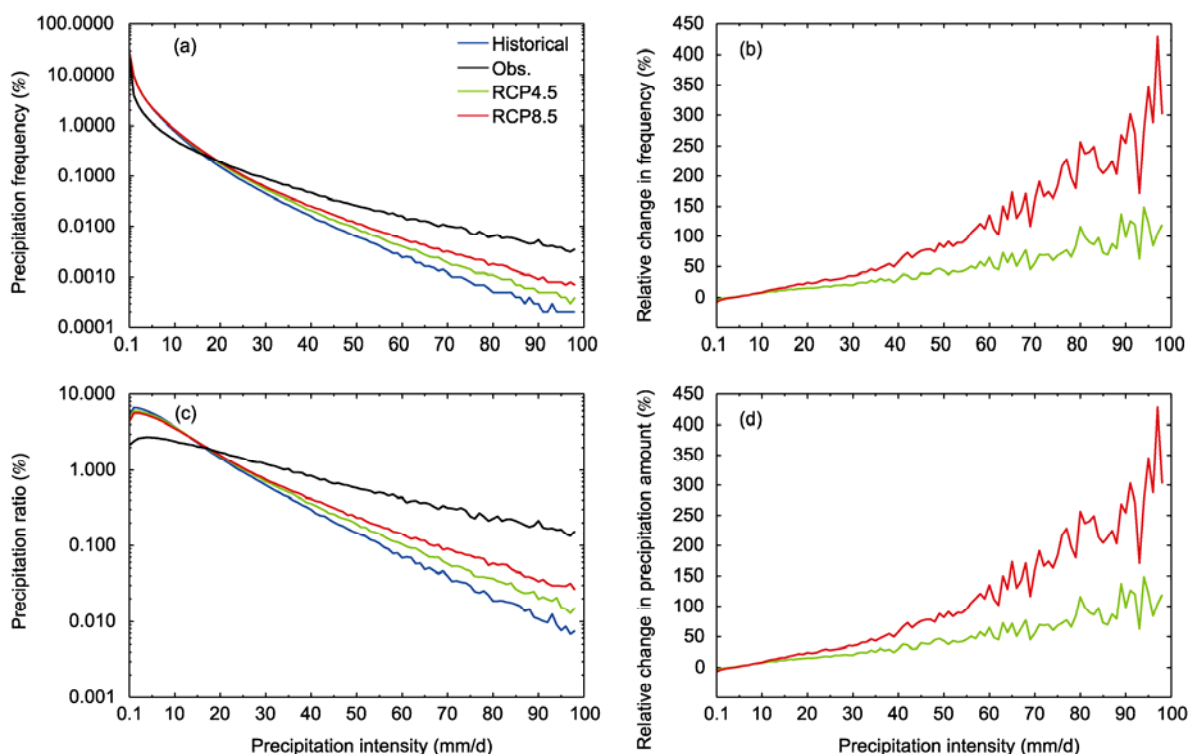 (a)
Historical
Obs.
RCP4.5
RCP8.5
Precipitation frequency (%)
100.0000
10.0000
1.0000
0.1000
0.0100
0.0010
0.0001
0.1 10 20 30 40 50 60 70 80 90 100
(b)
Relative change in frequency (%)
450
400
350
300
250
200
150
100
50
0
0.1 10 20 30 40 50 60 70 80 90 100
(c)
Precipitation ratio (%)
10.000
1.000
0.100
0.010
0.001
0.1 10 20 30 40 50 60 70 80 90 100
Precipitation intensity (mm/d)
(d)
Relative change in precipitation amount (%)
450
400
350
300
250
200
150
100
50
0
0.1 10 20 30 40 50 60 70 80 90 100
Precipitation intensity (mm/d)